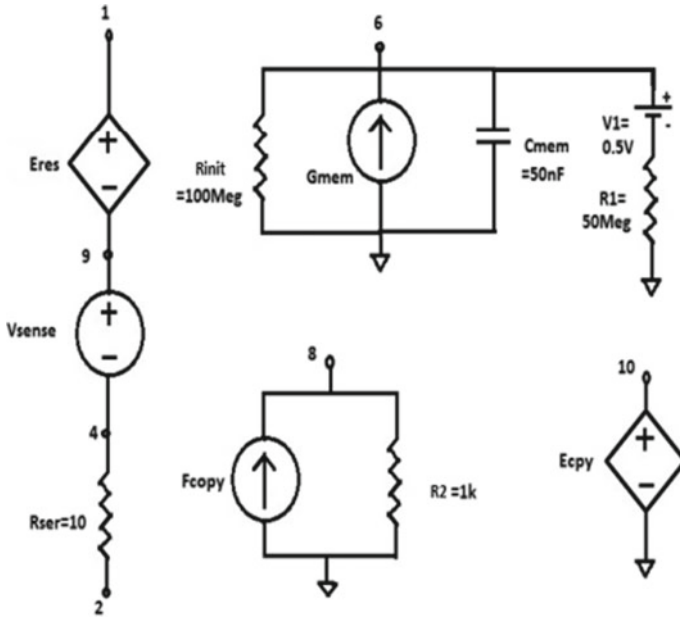 1
Eres
+
−
9
Vsense
+
−
4
Rser=10
2
6
Rinit
=100Meg
Gmem
Cmem
=50nF
+
-
V1=
0.5V
R1=
50Meg
8
Fcopy
R2 =1k
10
Ecpy
+
−